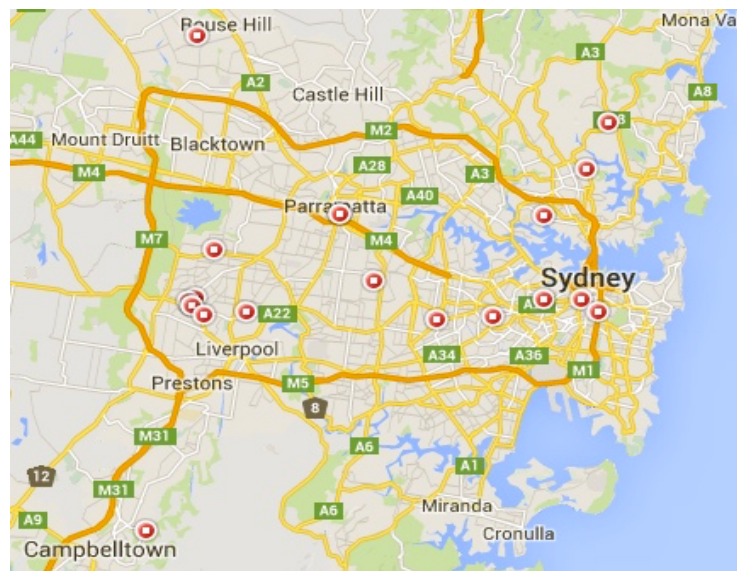 Rouse Hill
Mona Va
A3
A2
Castle Hill
A8
M2
A44
Mount Druitt
Blacktown
A28
M4
A3
A40
Parramatta
M7
M4
Sydney
A22
Liverpool
A34
A36
M1
Prestons
M5
8
M31
A6
A1
12
M31
A9
A6
Miranda
Cronulla
Campbelltown